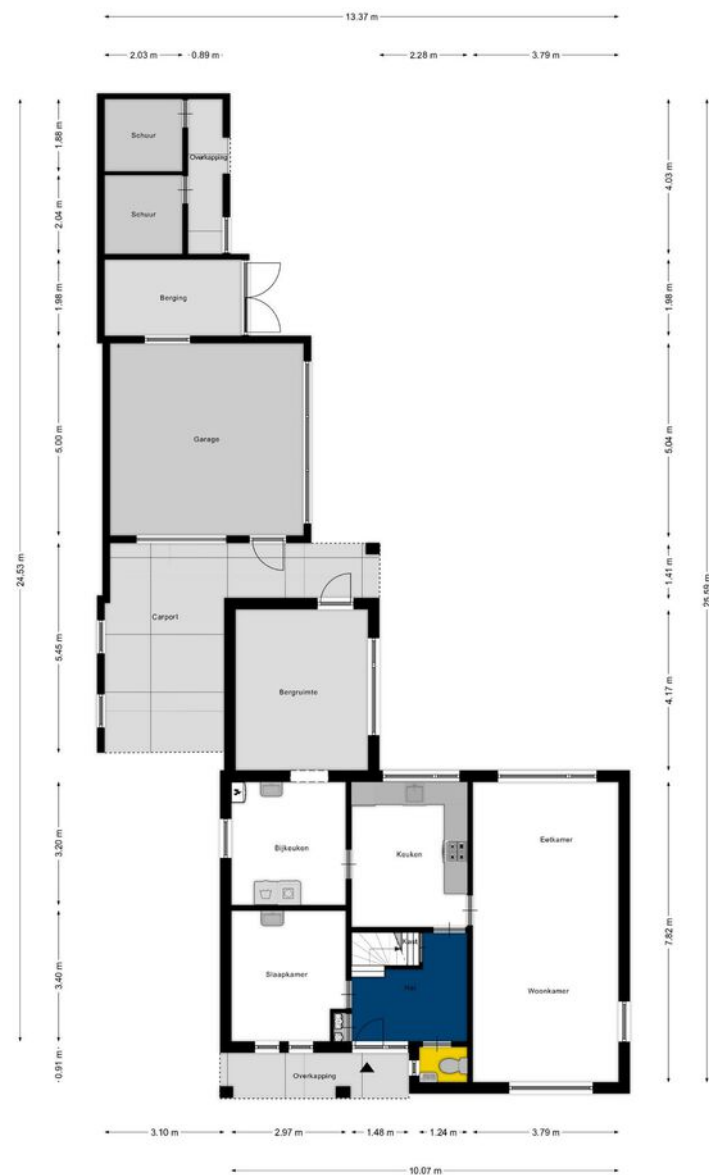 13.37 m
2.03 m
0.89 m
2.28 m
3.79 m
Schuur
Overkapping
Schuur
Berging
Garage
Carport
Bergruimte
Bijkeuken
Keuken
Eetkamer
Kast
Slaapkamer
Hal
Woonkamer
Overkapping
1.88 m
2.04 m
1.98 m
5.00 m
5.45 m
3.20 m
3.40 m
0.91 m
24.53 m
4.03 m
1.98 m
5.04 m
1.41 m
4.17 m
7.82 m
25.59 m
3.10 m
2.97 m
1.48 m
1.24 m
3.79 m
10.07 m